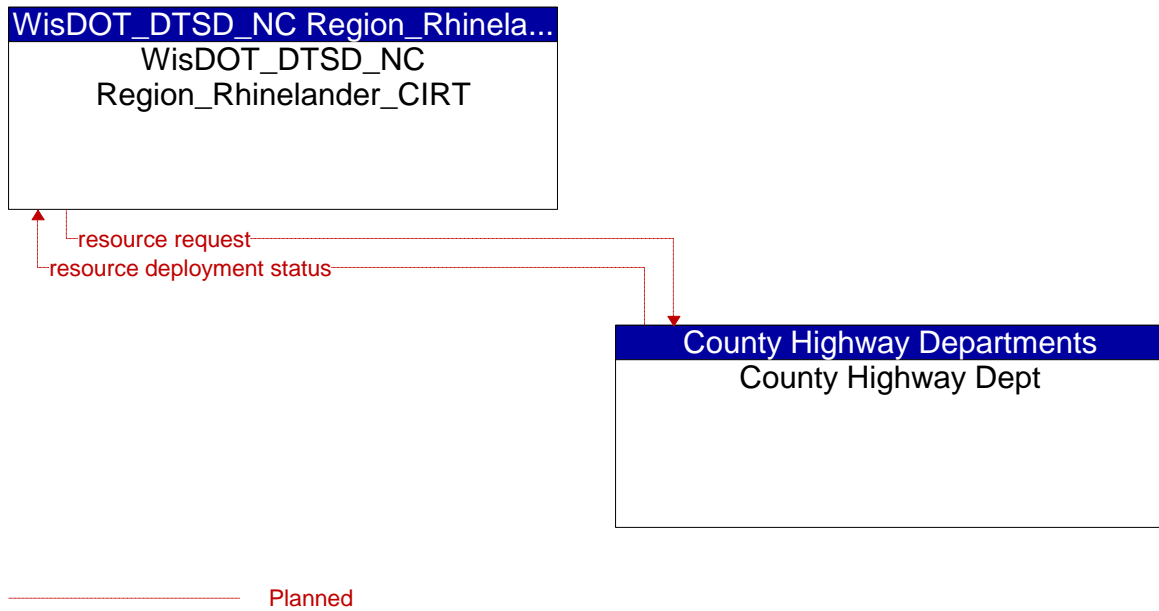 WisDOT_DTSD_NC Region_Rhinela...
WisDOT_DTSD_NC
Region_Rhinelander_CIRT
resource request
resource deployment status
County Highway Departments
County Highway Dept
Planned